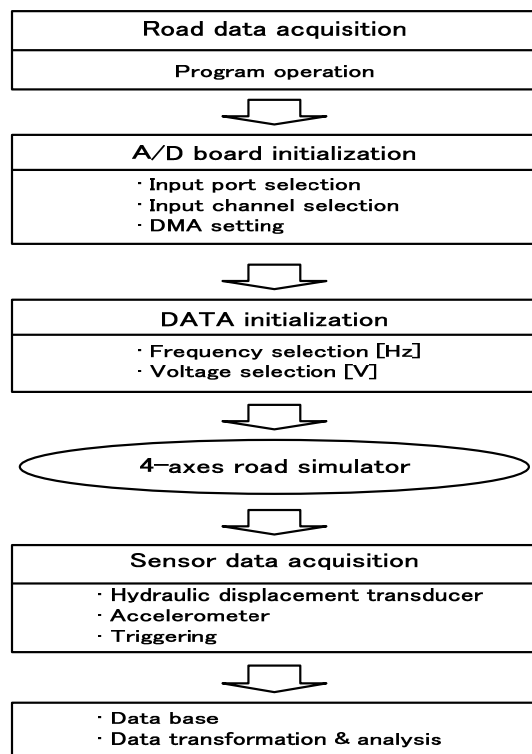 Road data acquisition
Program operation
A/D board initialization
· Input port selection
· Input channel selection
· DMA setting
DATA initialization
· Frequency selection [Hz]
· Voltage selection [V]
4-axes road simulator
Sensor data acquisition
· Hydraulic displacement transducer
· Accelerometer
· Triggering
· Data base
· Data transformation & analysis